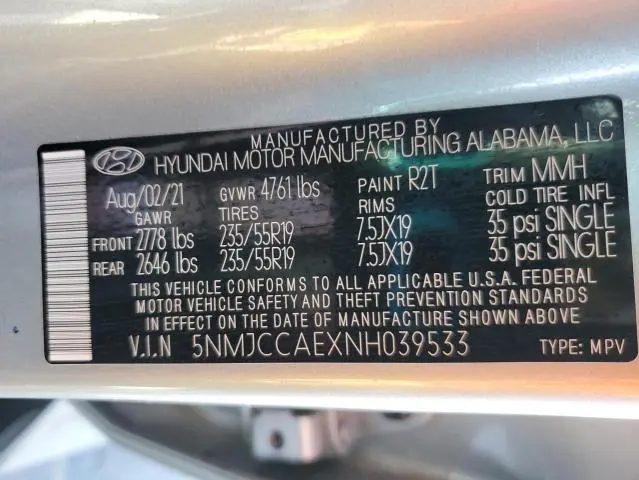 MANUFACTURED BY
HYUNDAI MOTOR MANUFACTURING ALABAMA, LLC
Aug/02/21 GVWR 4761 lbs PAINT R2T TRIM MMH
GAWR TIRES RIMS COLD TIRE INFL
FRONT 2778 lbs 235/55R19 7.5JX19 35 psi SINGLE
REAR 2646 lbs 235/55R19 7.5JX19 35 psi SINGLE
THIS VEHICLE CONFORMS TO ALL APPLICABLE U.S.A. FEDERAL
MOTOR VEHICLE SAFETY AND THEFT PREVENTION STANDARDS
IN EFFECT ON THE DATE OF MANUFACTURE SHOWN ABOVE
V.I.N 5NMJCCAEXNH039533 TYPE: MPV